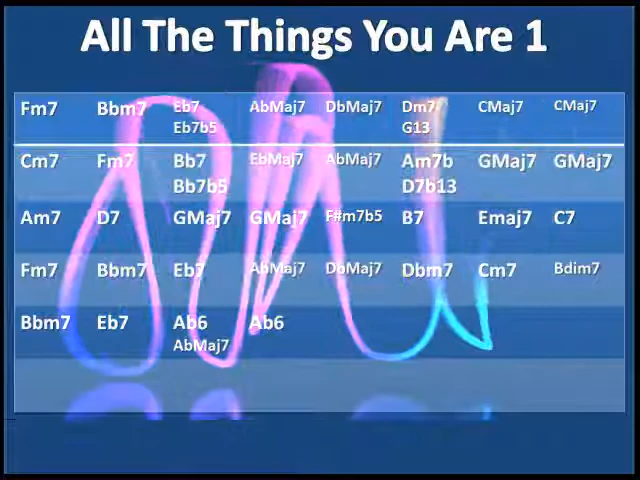 All The Things You Are 1
Fm7 Bbm7 Eb7 AbMaj7 DbMaj7 Dm7 CMaj7 CMaj7
Eb7b5 G13
Cm7 Fm7 Bb7 EbMaj7 AbMaj7 Am7b GMaj7 GMaj7
Bb7b5 D7b13
Am7 D7 GMaj7 GMaj7 F#m7b5 B7 Emaj7 C7
Fm7 Bbm7 Eb7 AbMaj7 DbMaj7 Dbm7 Cm7 Bdim7
Bbm7 Eb7 Ab6 Ab6
AbMaj7